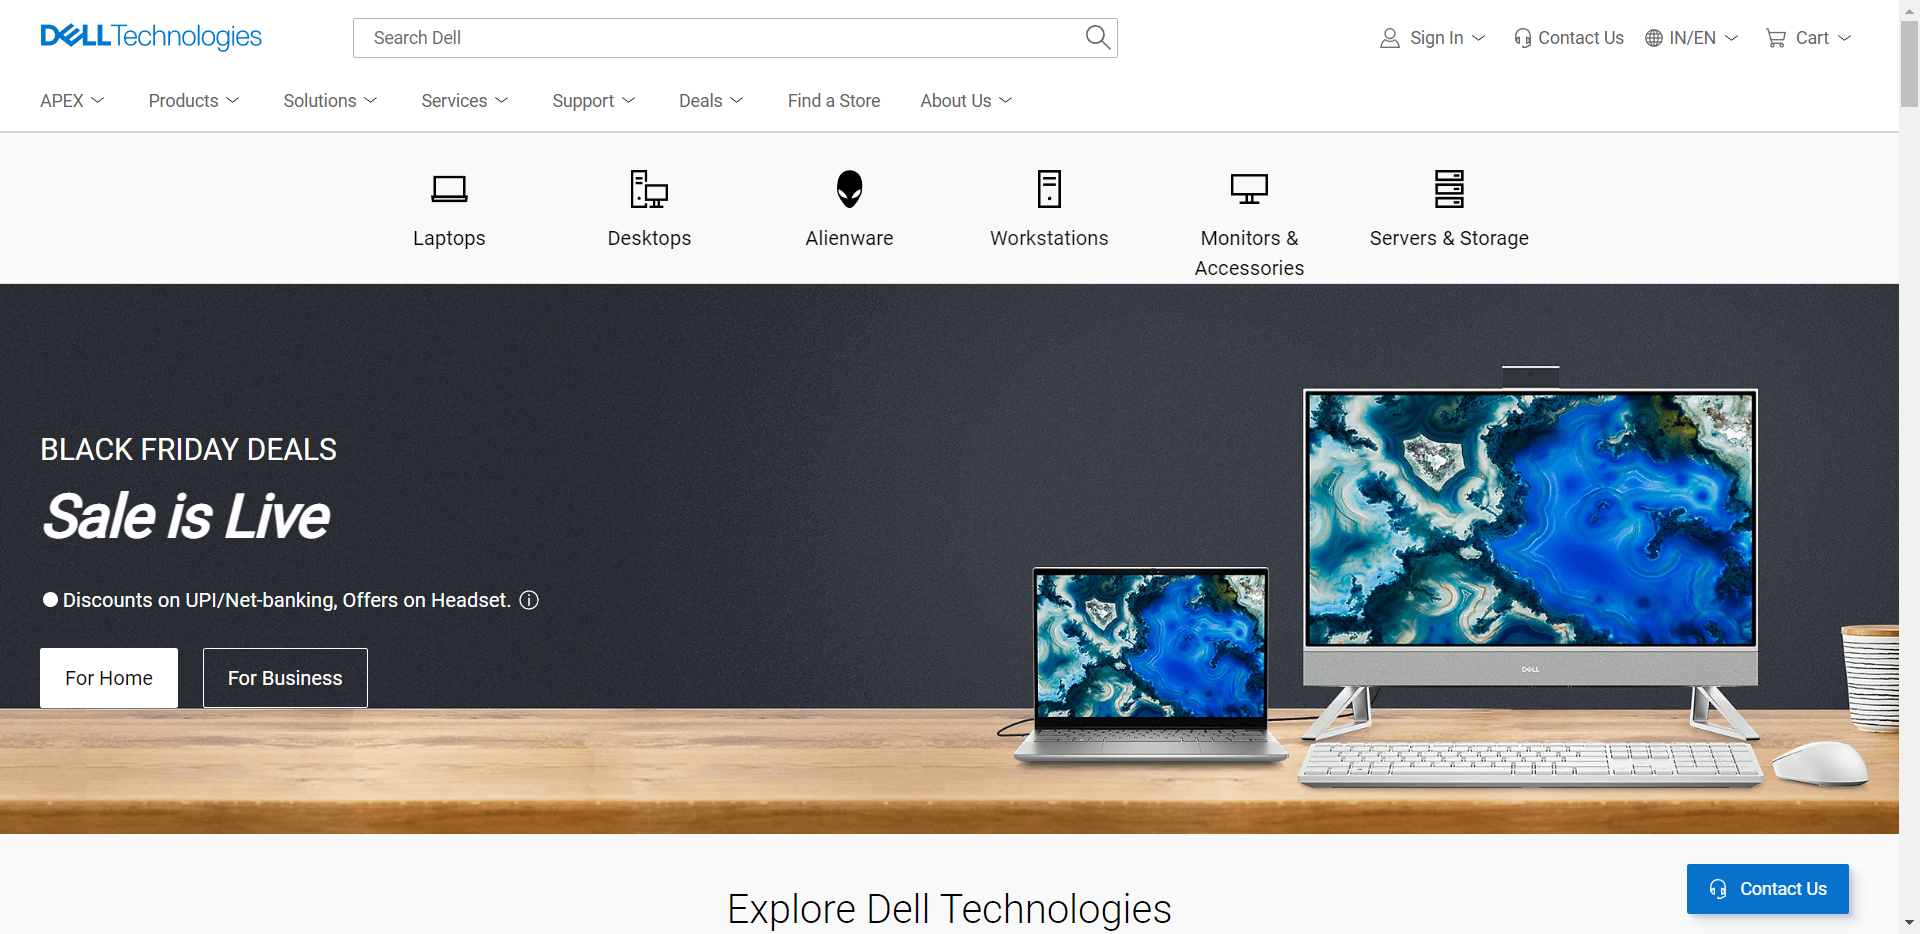 DELLTechnologies
Search Dell
Sign In
Contact Us
IN/EN
Cart
APEX
Products
Solutions
Services
Support
Deals
Find a Store
About Us
Laptops
Desktops
Alienware
Workstations
Monitors &
Accessories
Servers & Storage
BLACK FRIDAY DEALS
Sale is Live
Discounts on UPI/Net-banking, Offers on Headset.
For Home
For Business
DELL
Explore Dell Technologies
Contact Us